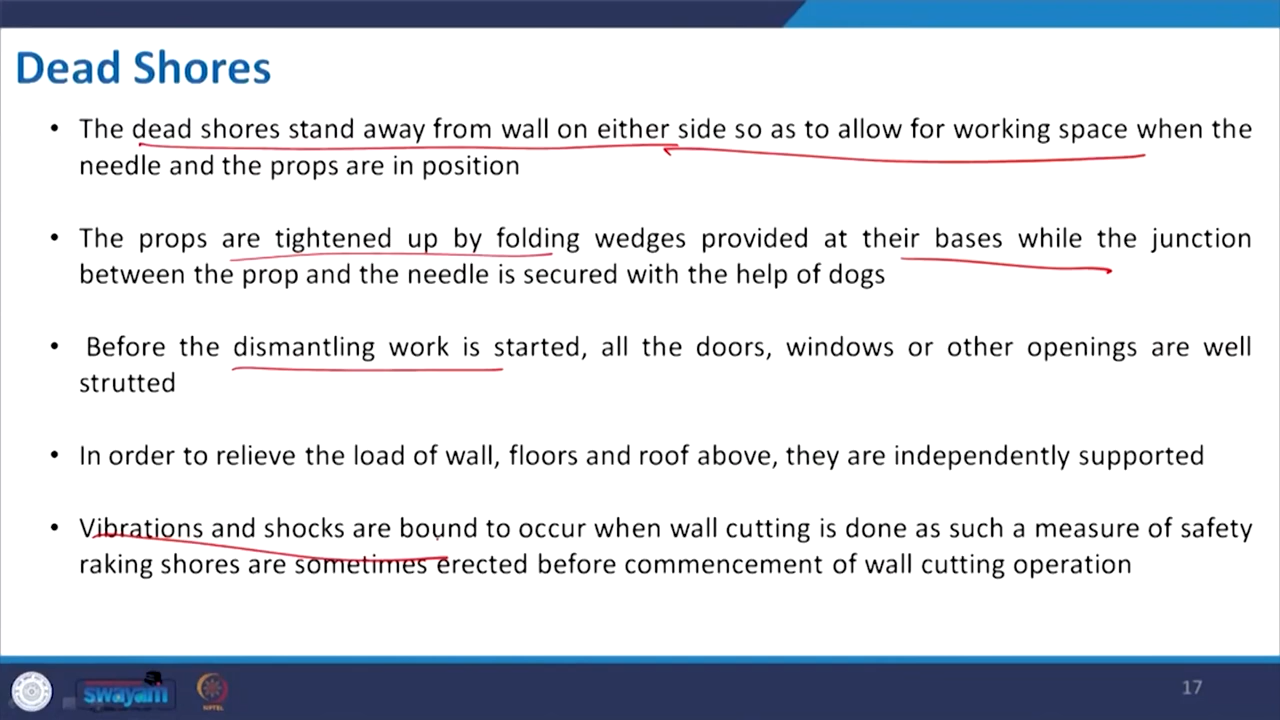 Dead Shores
• The dead shores stand away from wall on either side so as to allow for working space when the
needle and the props are in position
• The props are tightened up by folding wedges provided at their bases while the junction
between the prop and the needle is secured with the help of dogs
• Before the dismantling work is started, all the doors, windows or other openings are well
strutted
• In order to relieve the load of wall, floors and roof above, they are independently supported
• Vibrations and shocks are bound to occur when wall cutting is done as such a measure of safety
raking shores are sometimes erected before commencement of wall cutting operation
swayam
NPTEL
17